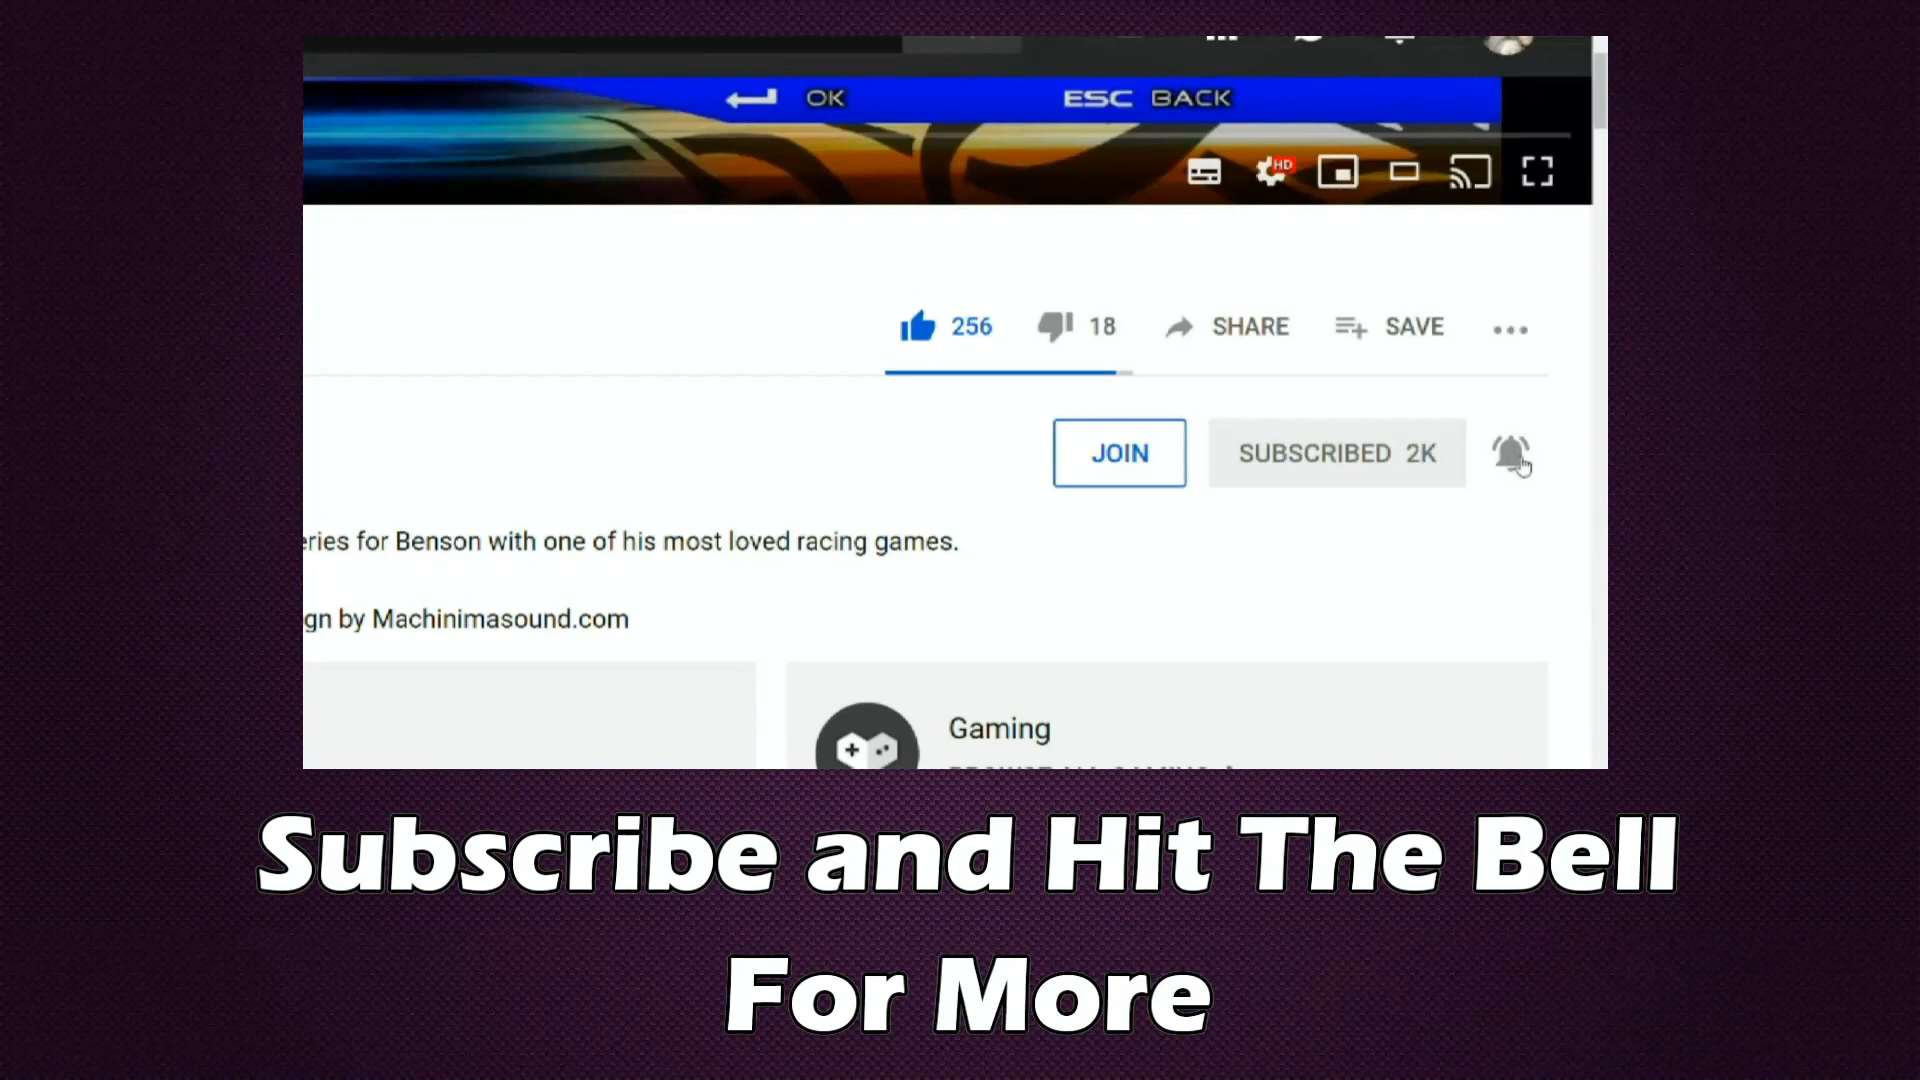 OK ESC BACK
HD
256 18 SHARE SAVE
JOIN SUBSCRIBED 2K
eries for Benson with one of his most loved racing games.
gn by Machinimasound.com
Gaming
Subscribe and Hit The Bell
For More